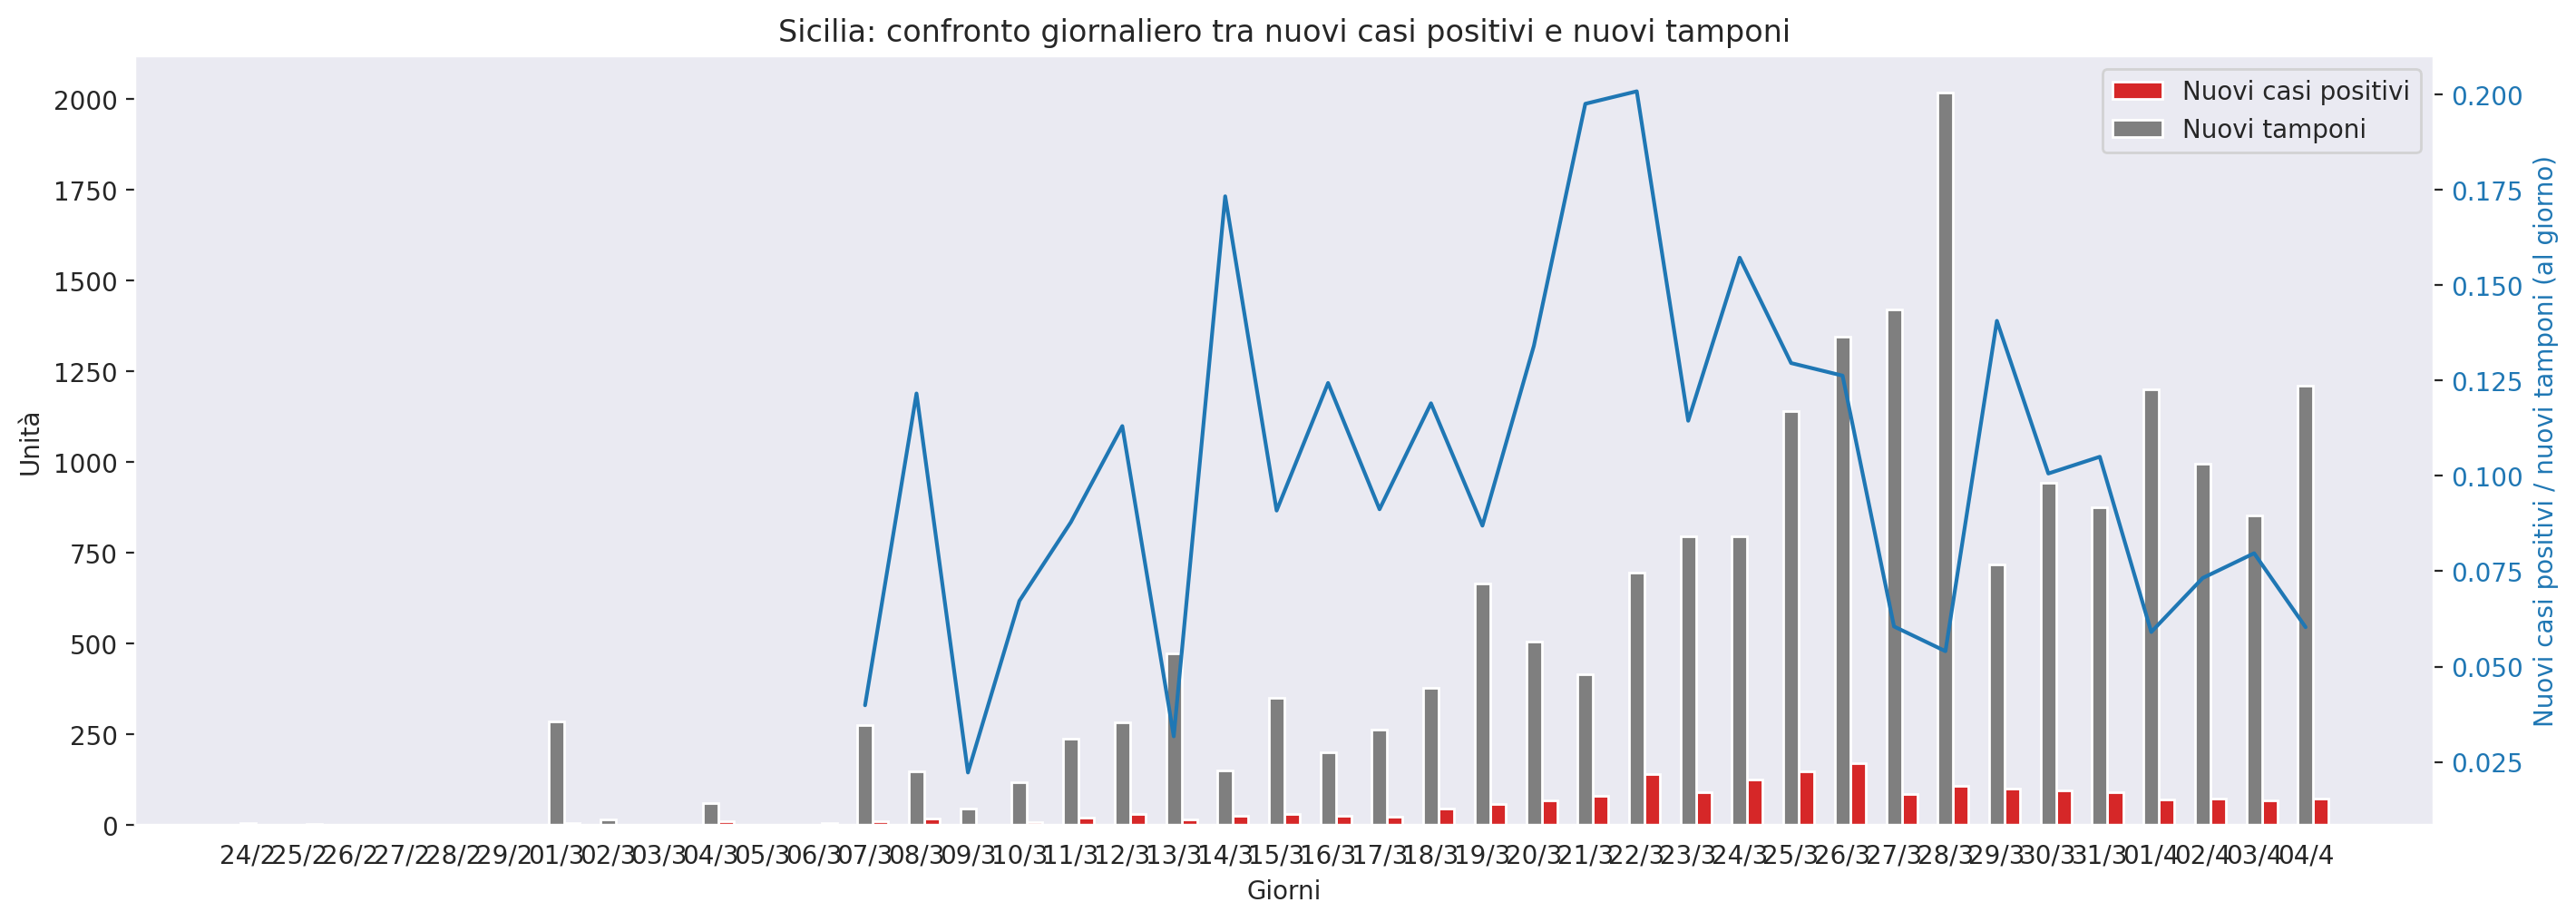 Sicilia: confronto giornaliero tra nuovi casi positivi e nuovi tamponi
Nuovi casi positivi
Nuovi tamponi
2000
1750
1500
1250
1000
750
500
250
0
Unità
0.200
0.175
0.150
0.125
0.100
0.075
0.050
0.025
Nuovi casi positivi / nuovi tamponi (al giorno)
24/2 25/2 26/2 27/2 28/2 29/2 01/3 02/3 03/3 04/3 05/3 06/3 07/3 08/3 09/3 10/3 11/3 12/3 13/3 14/3 15/3 16/3 17/3 18/3 19/3 20/3 21/3 22/3 23/3 24/3 25/3 26/3 27/3 28/3 29/3 30/3 31/3 01/4 02/4 03/4 04/4
Giorni